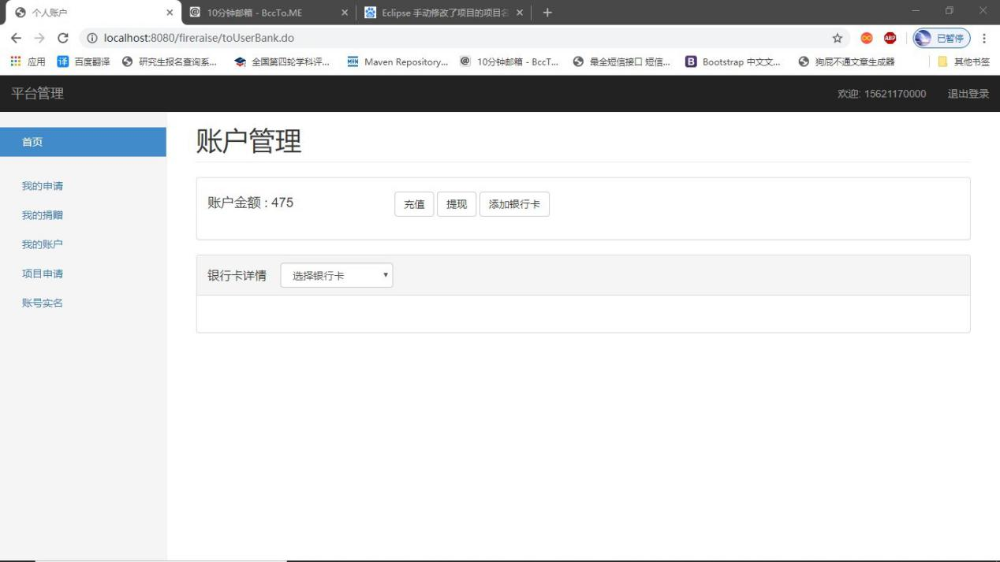 个人账户
10分钟邮箱 - BccTo.ME
Eclipse 手动修改了项目的项目名
localhost:8080/fireraise/toUserBank.do
ABP
已暂停
应用
译 百度翻译
研究生报名查询系...
全国第四轮学科评...
Maven Repository...
10分钟邮箱 - BccT...
最全短信接口 短信...
B Bootstrap 中文文...
狗屁不通文章生成器
其他书签
平台管理
欢迎: 15621170000
退出登录
首页
账户管理
我的申请
我的捐赠
我的账户
项目申请
账号实名
账户金额 : 475
充值
提现
添加银行卡
银行卡详情
选择银行卡